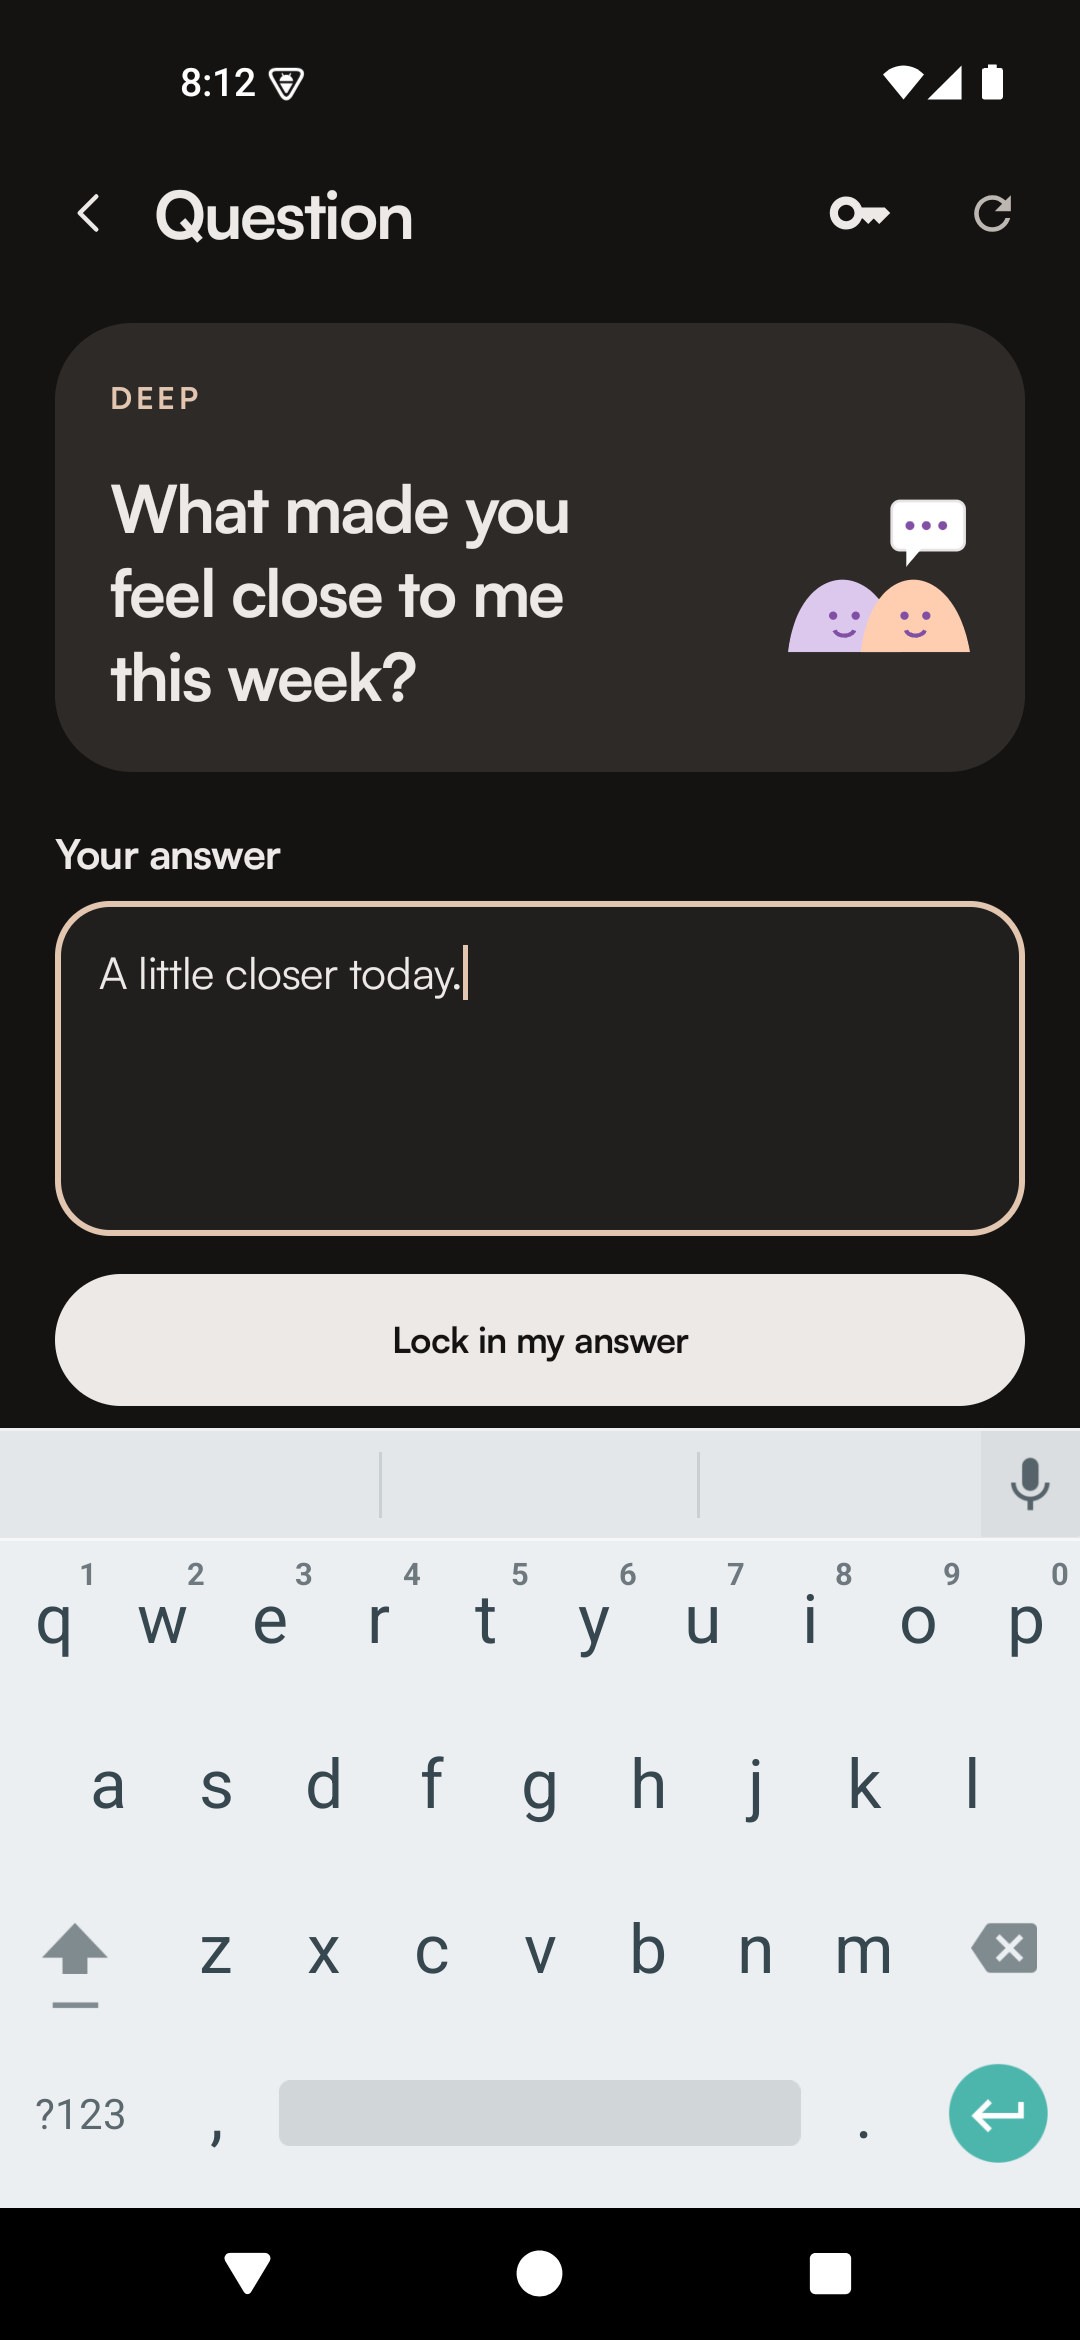 8:12
Question
DEEP
What made you
feel close to me
this week?
Your answer
A little closer today.
Lock in my answer
1 2 3 4 5 6 7 8 9 0
q w e r t y u i o p
a s d f g h j k l
z x c v b n m
?123 , .